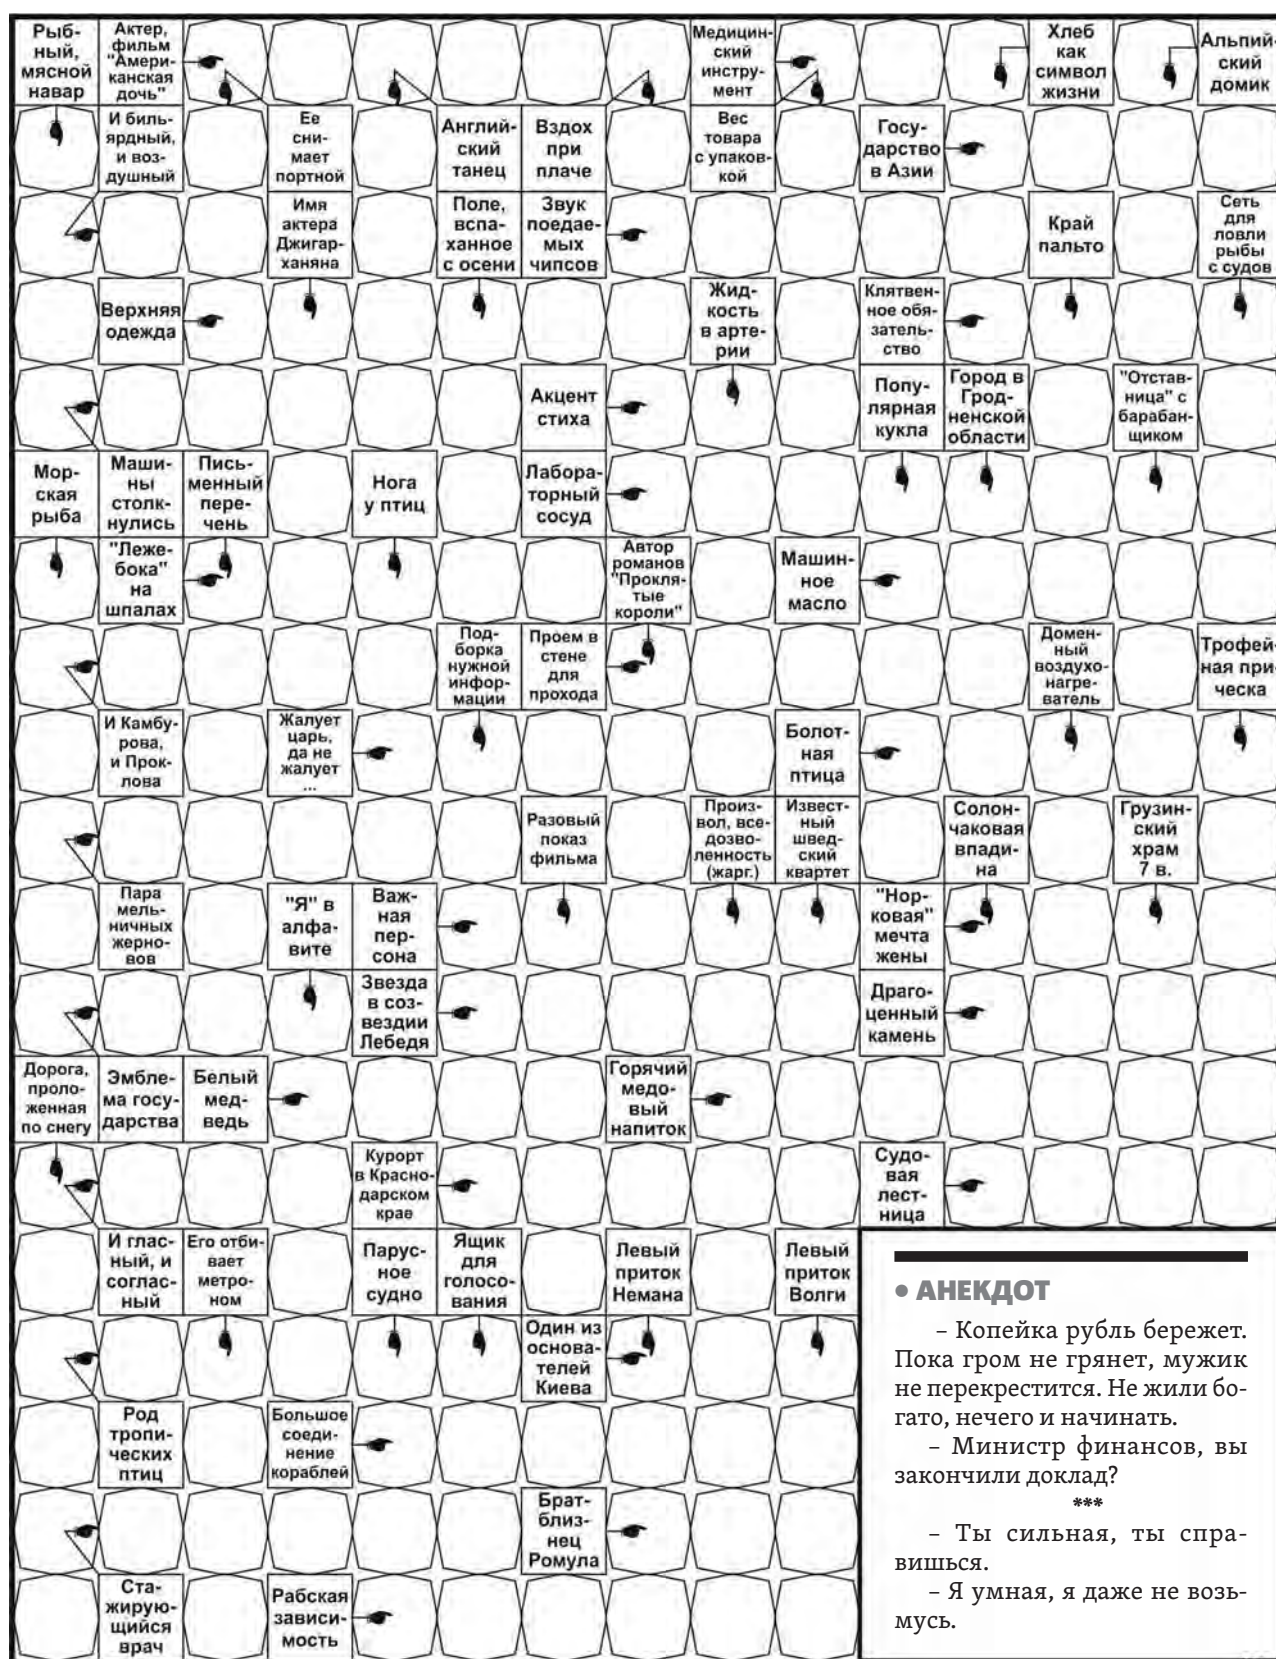 Рыб-
ный,
мясной
навар
Актер,
фильм
"Амери-
канская
дочь"
Медицин-
ский
инстру-
мент
Хлеб
как
символ
жизни
Альпий-
ский
домик
И биль-
ярдный,
и воз-
душный
Ее
сни-
мает
портной
Англий-
ский
танец
Вздох
при
плаче
Вес
товара
с упаков-
кой
Госу-
дарство
в Азии
Имя
актера
Джигар-
ханяна
Поле,
вспа-
ханное
с осени
Звук
поедае-
мых
чипсов
Край
пальто
Сеть
для
ловли
рыбы
с судов
Верхняя
одежда
Жид-
кость
в арте-
рии
Клятвен-
ное обя-
затель-
ство
Акцент
стиха
Попу-
лярная
кукла
Город в
Грод-
ненской
области
"Отстав-
ница" с
барабан-
щиком
Мор-
ская
рыба
Маши-
ны
столк-
нулись
Пись-
менный
пере-
чень
Нога
у птиц
Лабора-
торный
сосуд
"Леже-
бока"
на
шпалах
Автор
романов
"Прокля-
тые
короли"
Машин-
ное
масло
Под-
борка
нужной
инфор-
мации
Проем в
стене
для
прохода
Домен-
ный
воздухо-
нагре-
ватель
Трофей-
ная при-
ческа
И Камбу-
рова,
и Прок-
лова
Жалует
царь,
да не
жалует
...
Болот-
ная
птица
Разовый
показ
фильма
Произ-
вол, все-
дозво-
ленность
(жарг.)
Извест-
ный
швед-
ский
квартет
Солон-
чаковая
впади-
на
Грузин-
ский
храм
7 в.
Пара
мель-
ничных
жерно-
вов
"Я" в
алфа-
вите
Важ-
ная
пер-
сона
"Нор-
ковая"
мечта
жены
Звезда
в соз-
вездии
Лебедя
Драго-
ценный
камень
Дорога,
проло-
женная
по снегу
Эмбле-
ма госу-
дарства
Белый
мед-
ведь
Горячий
медо-
вый
напиток
Курорт
в Красно-
дарском
крае
Судо-
вая
лест-
ница
И глас-
ный, и
соглас-
ный
Его отби-
вает
метро-
ном
Парус-
ное
судно
Ящик
для
голосо-
вания
Левый
приток
Немана
Левый
приток
Волги
Один из
основа-
телей
Киева
Род
тропи-
ческих
птиц
Большое
соеди-
нение
кораблей
Брат-
близ-
нец
Ромула
Ста-
жирую-
щийся
врач
Рабская
зависи-
мость
• АНЕКДОТ
– Копейка рубль бережет.
Пока гром не грянет, мужик
не перекрестится. Не жили бо-
гато, нечего и начинать.
– Министр финансов, вы
закончили доклад?
***
– Ты сильная, ты спра-
вишься.
– Я умная, я даже не возь-
мусь.